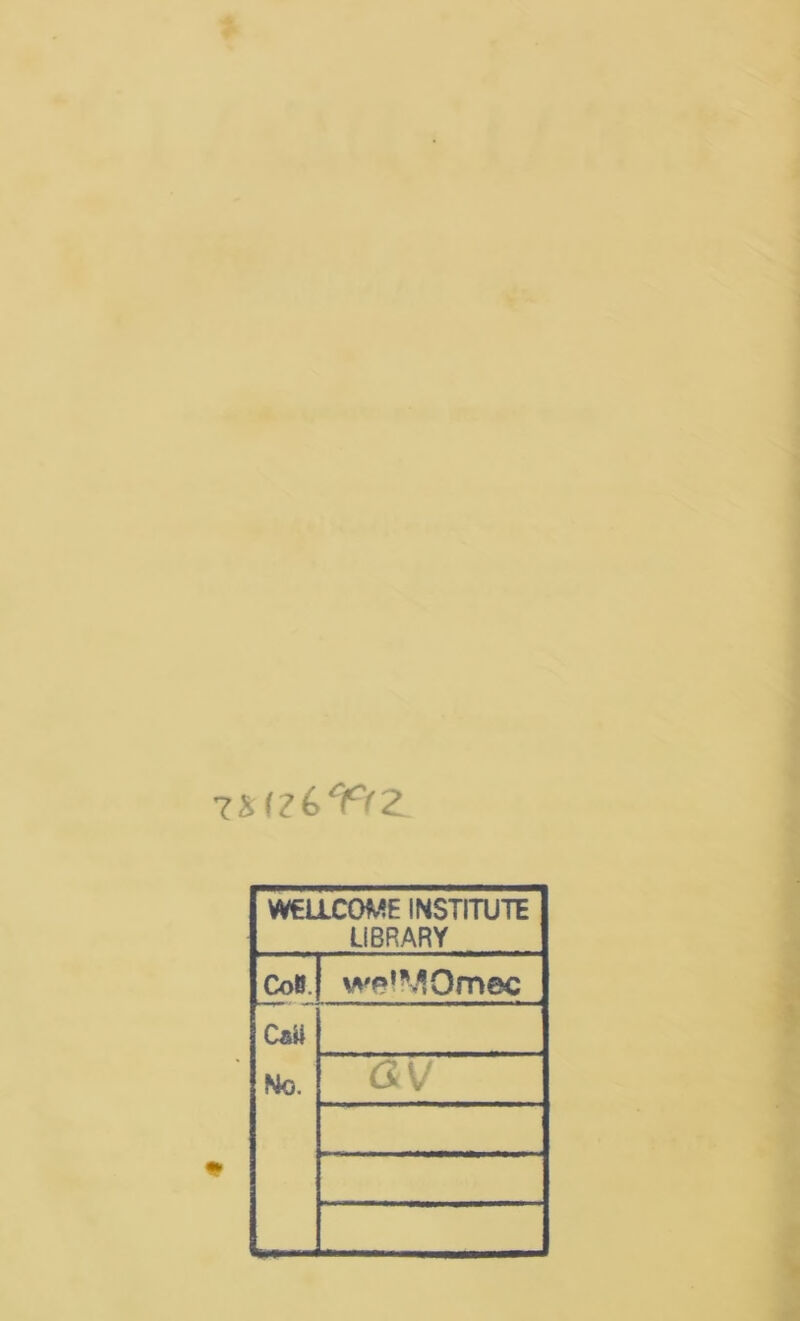 WELLCOME INSTITUTE
LIBRARY
Coll. welMOmec
Call
No. QV